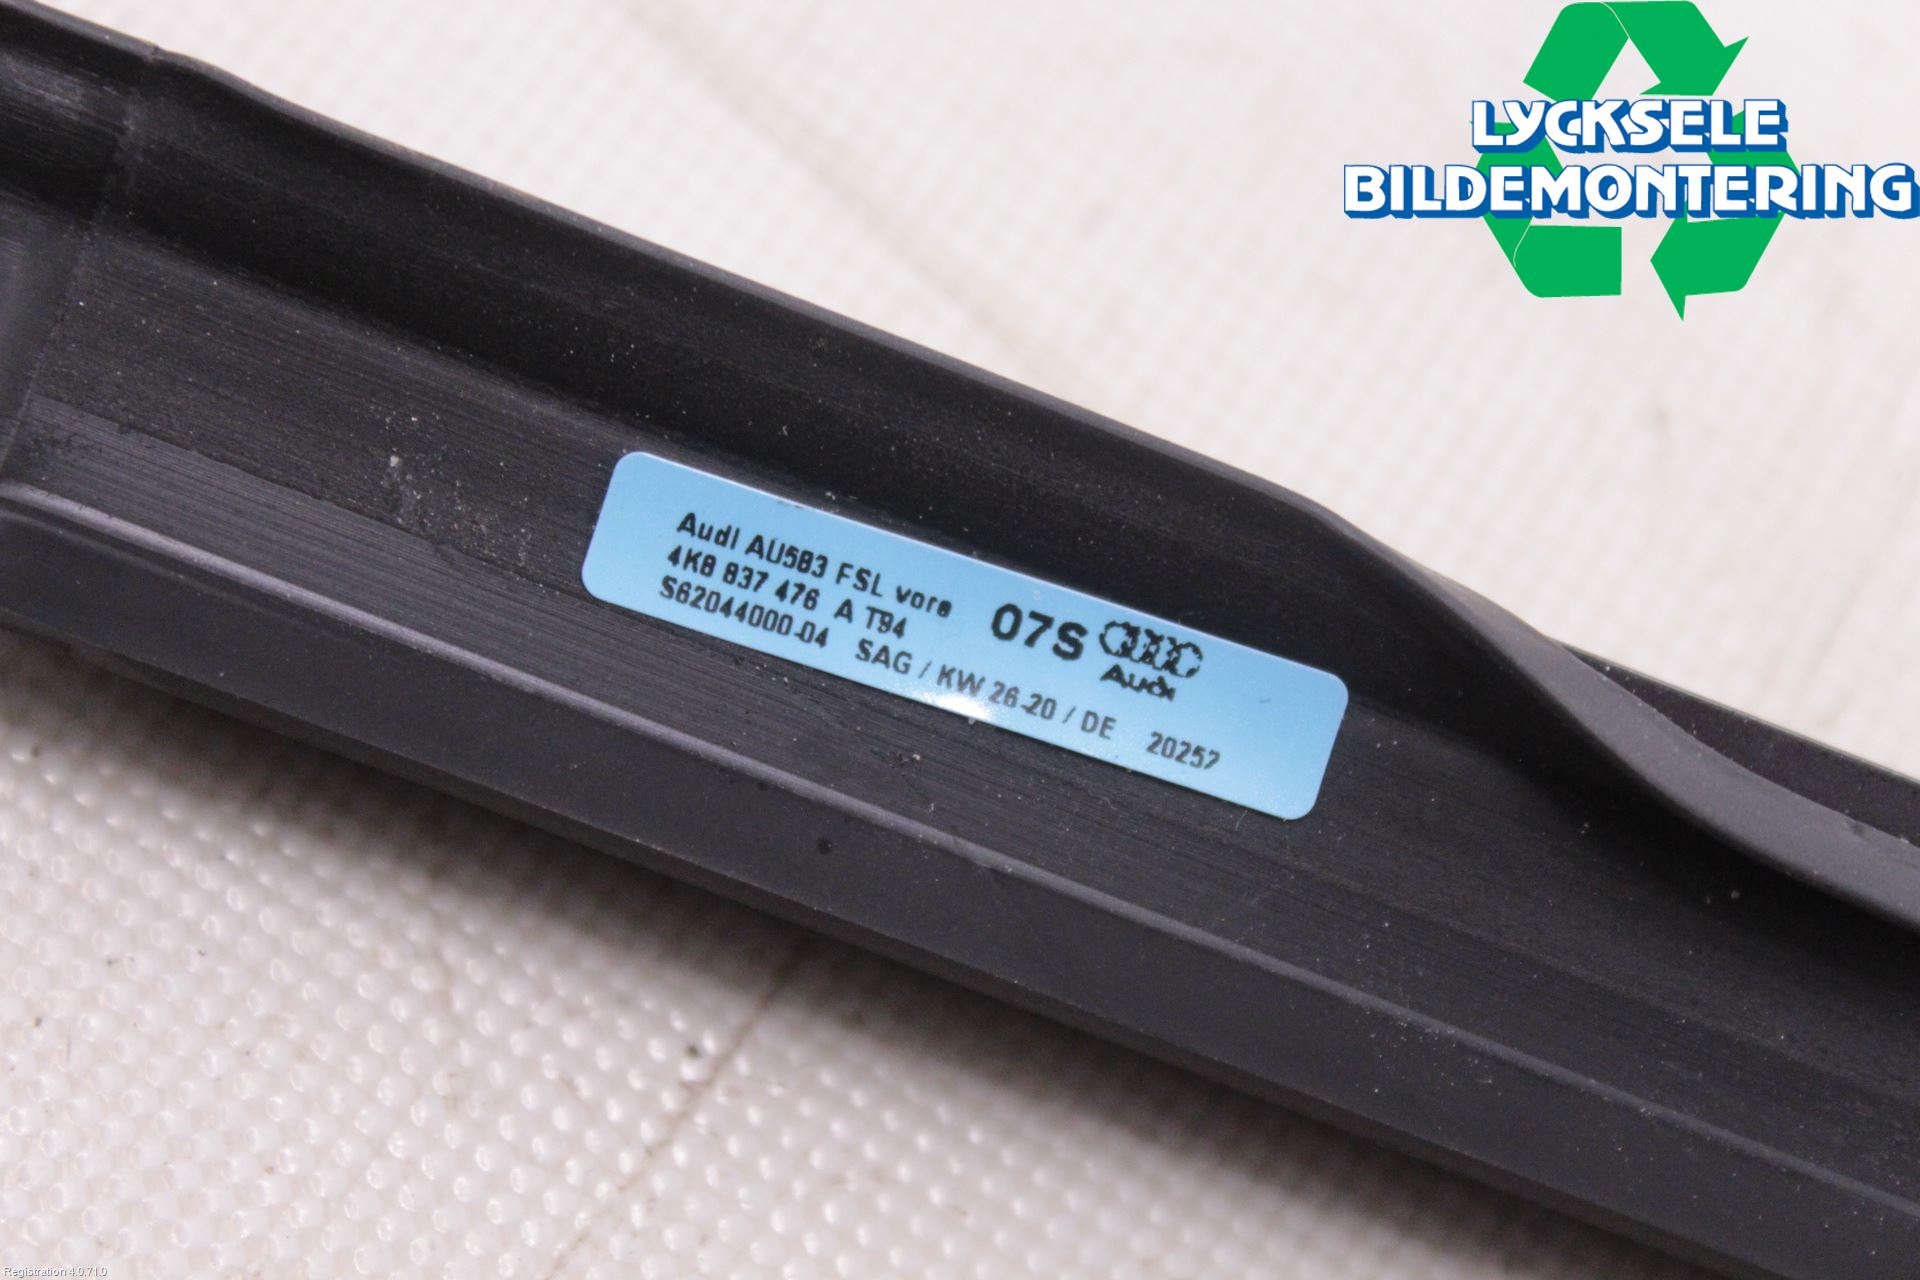 LYCKSELE
BILDEMONTERING
Audi AU583 FSL vorn
4K8 837 476 A T94
S62044000-04 SAG / KW 26-20 / DE 20252
07S
Audi
Registration 4.0.71.0